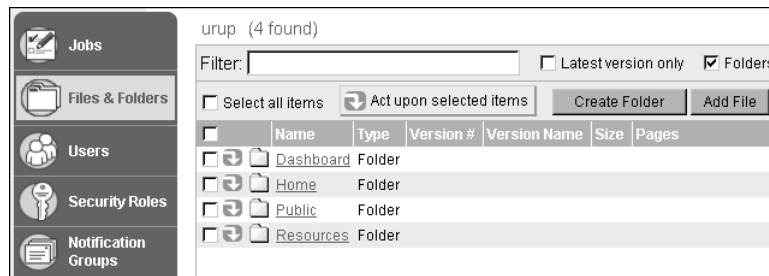 Jobs
Files & Folders
Users
Security Roles
Notification
Groups
urup (4 found)
Filter: Latest version only Folders
Select all items Act upon selected items Create Folder Add File
Name Type Version # Version Name Size Pages
Dashboard Folder
Home Folder
Public Folder
Resources Folder